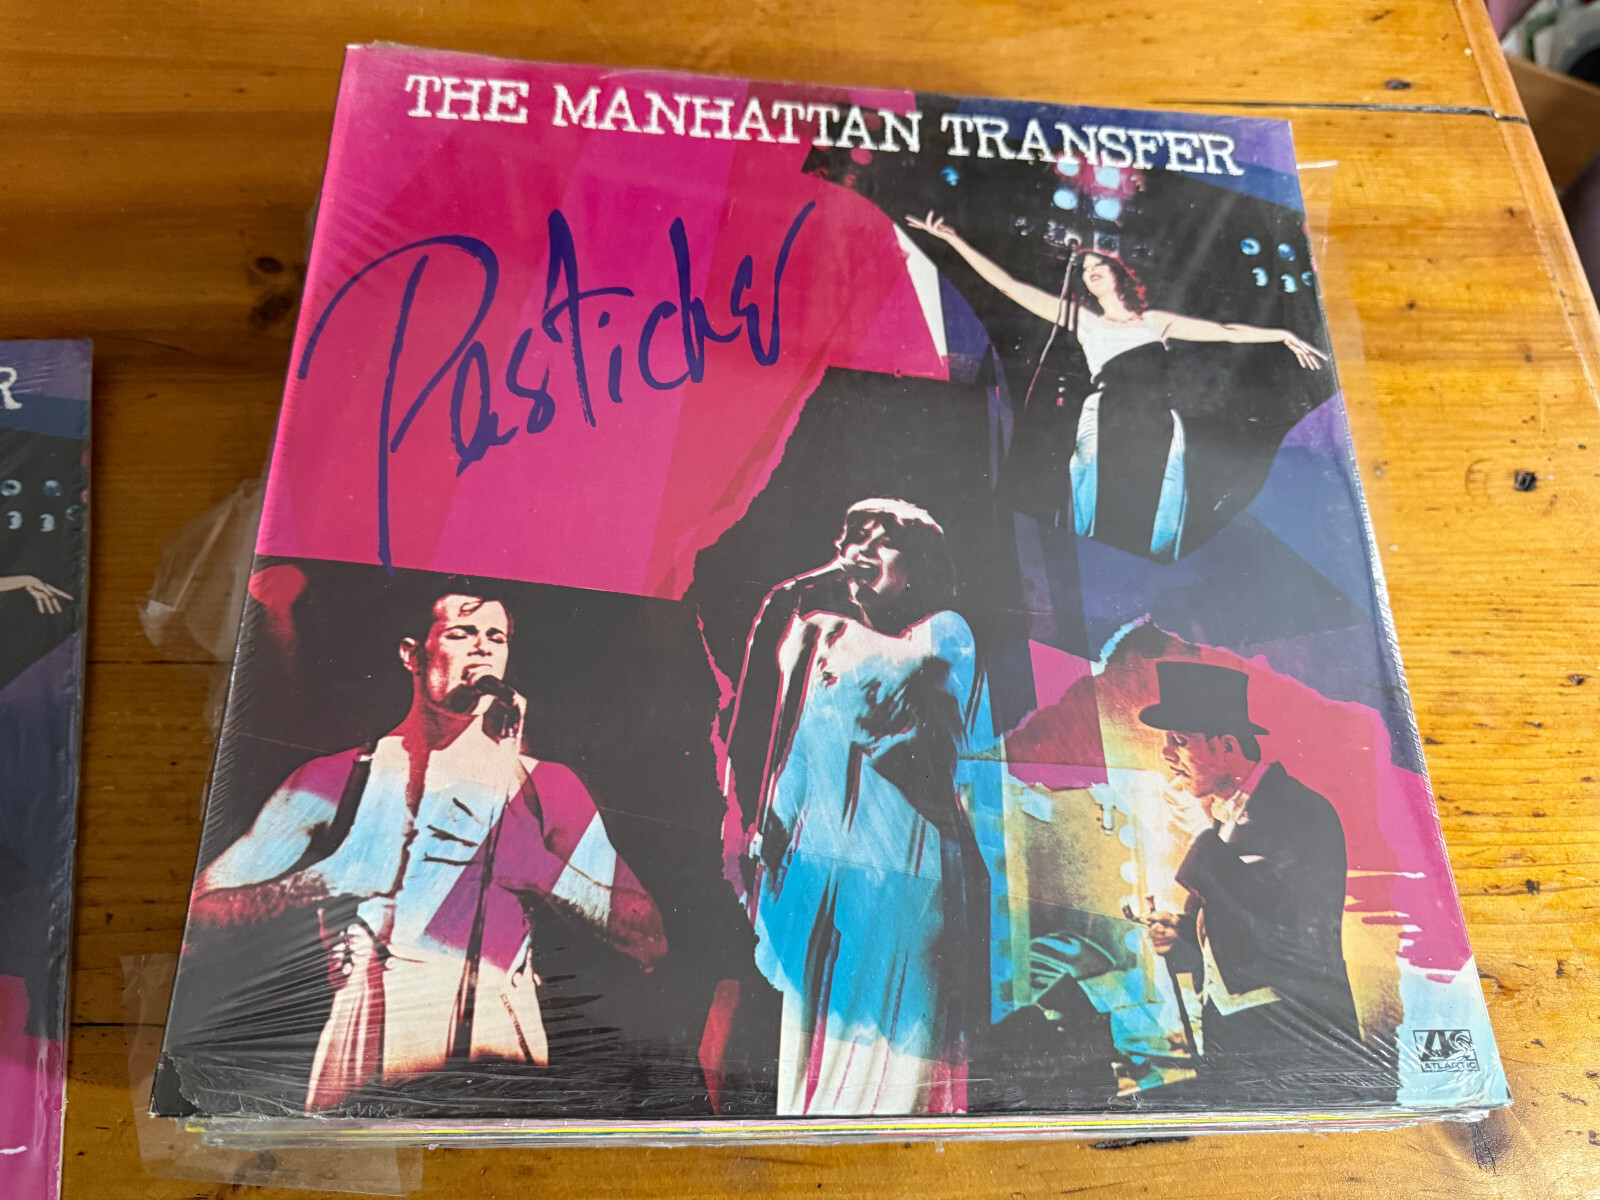 THE MANHATTAN TRANSFER
Pastiche
ATLANTIC
R